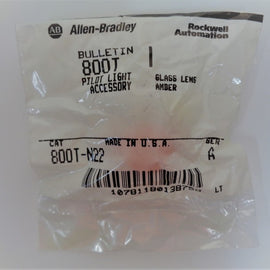 AB Allen-Bradley
Rockwell
Automation
BULLETIN
800T
PILOT LIGHT GLASS LENS
ACCESSORY AMBER
CAT MADE IN U.S.A. SER
800T-N22 A
LT